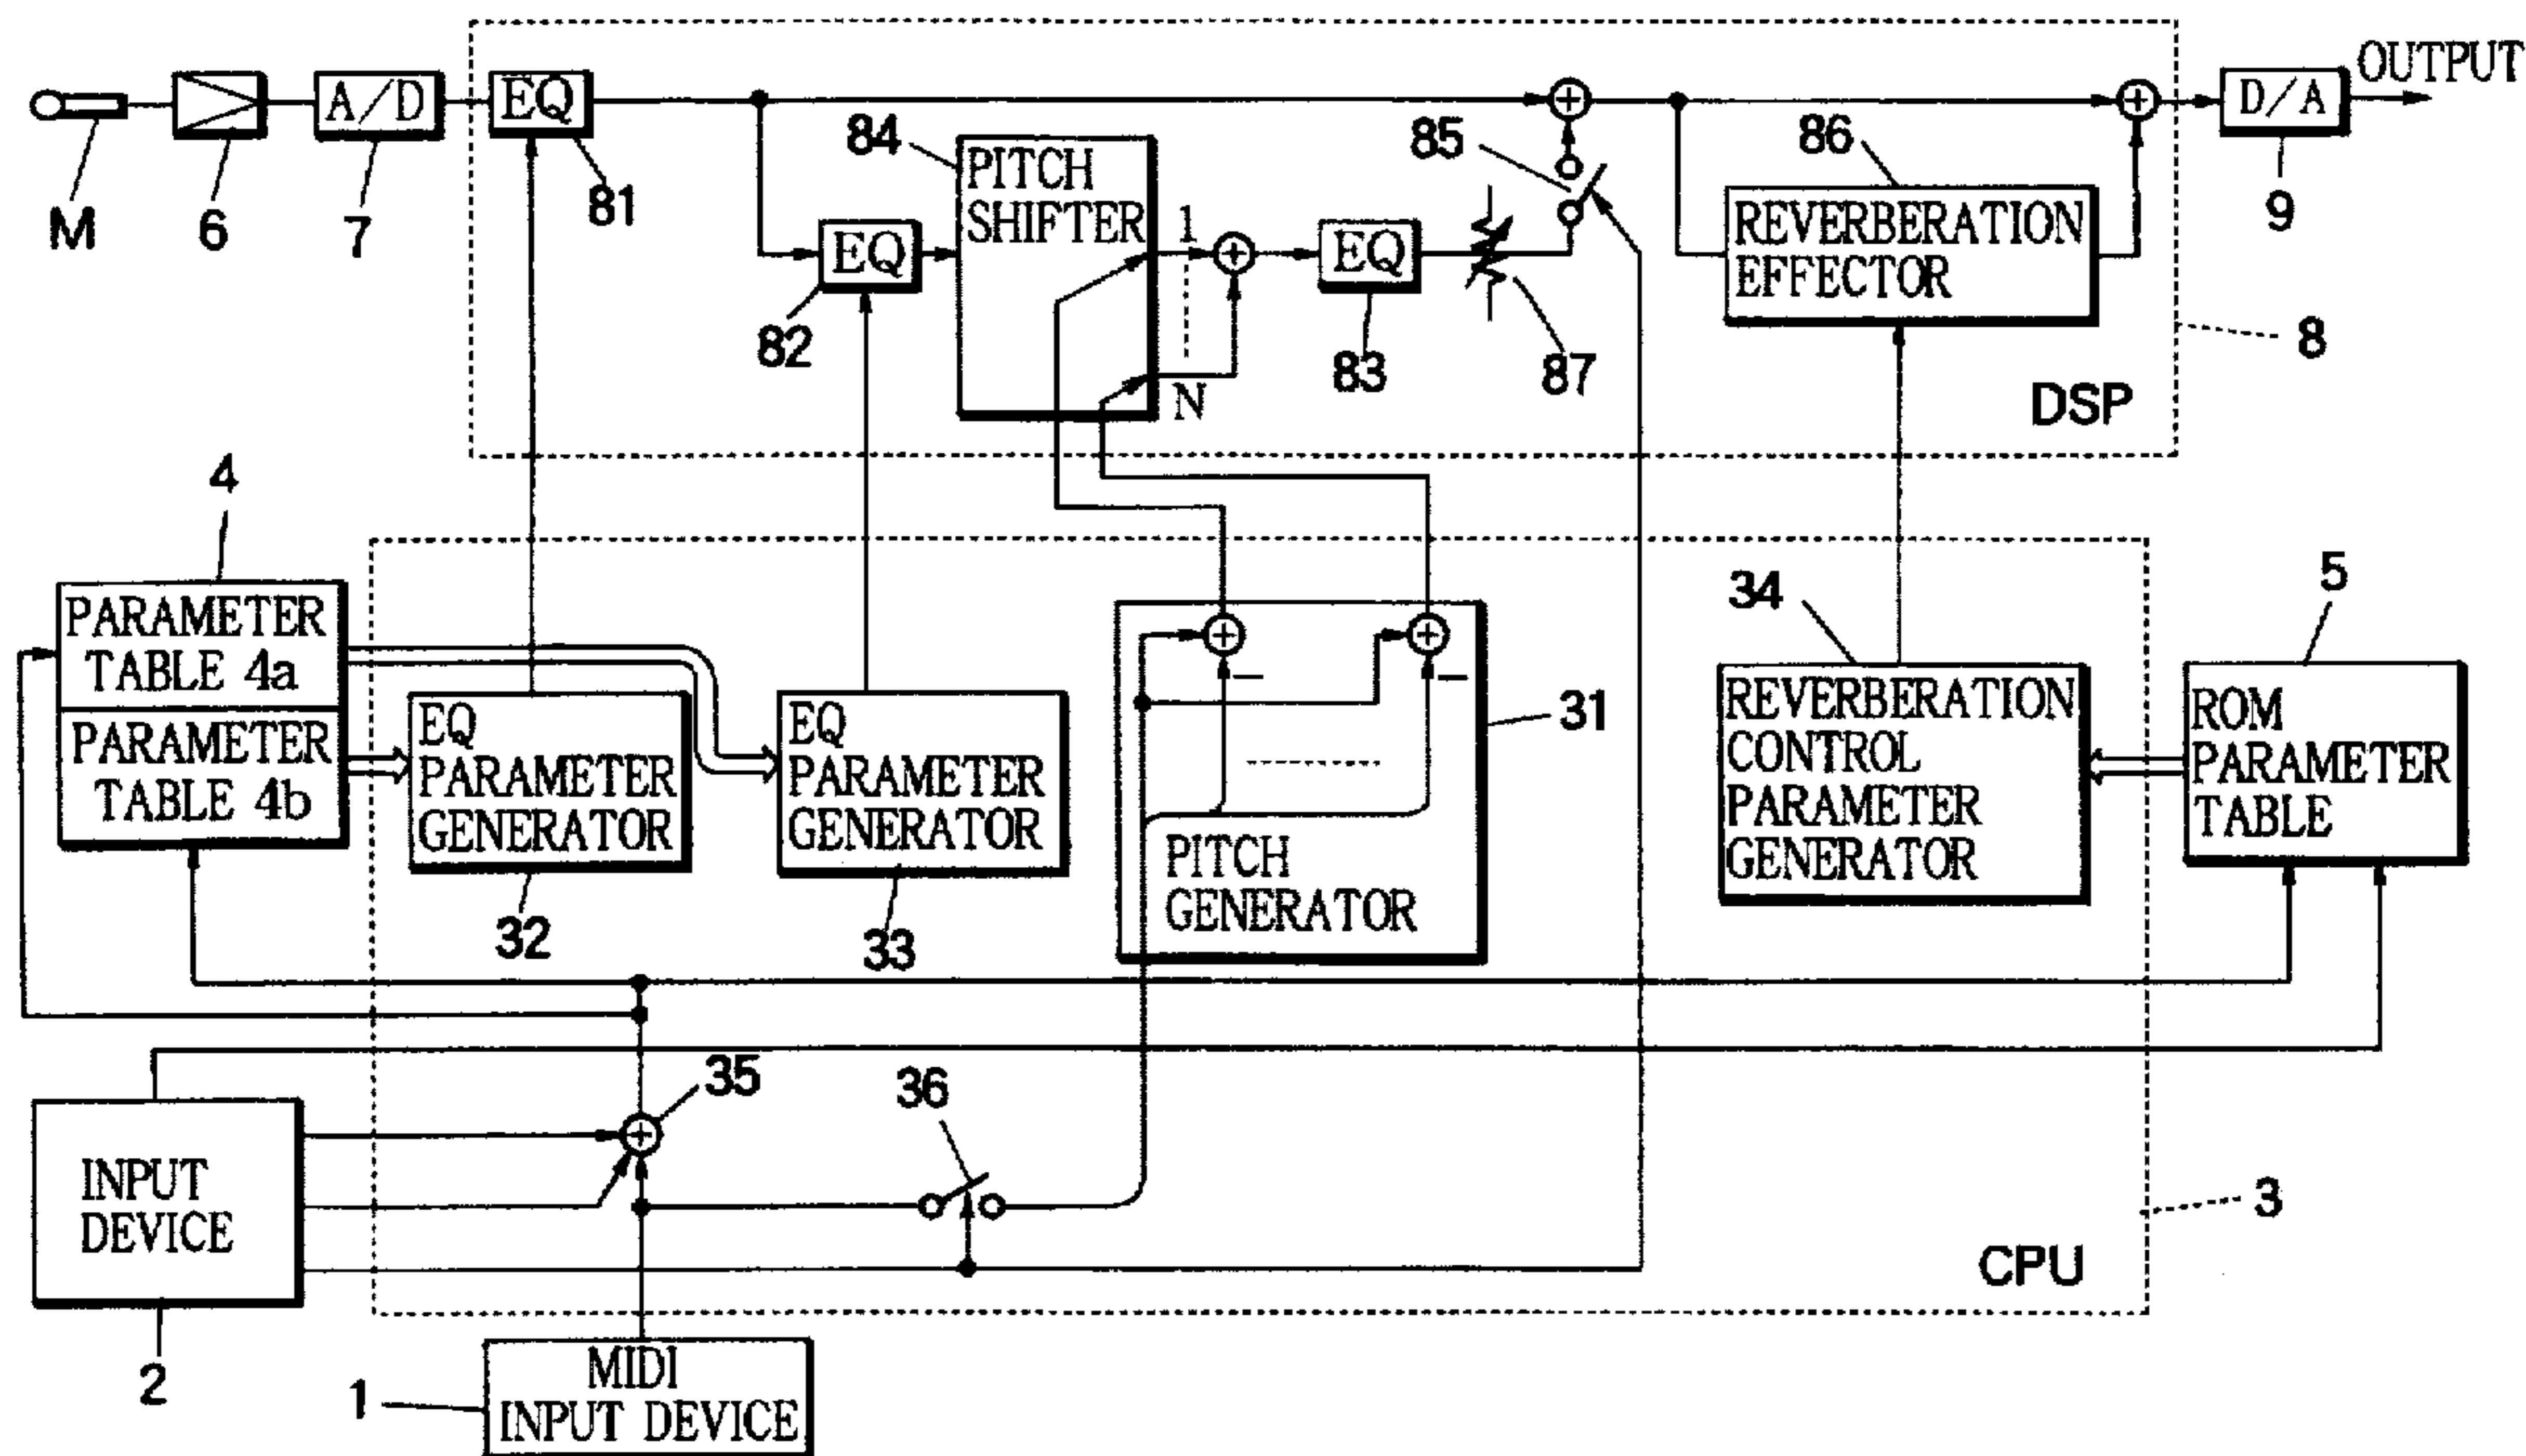 OUTPUT
A/D
EQ
D/A
M
6
7
81
84
PITCH
SHIFTER
1
N
85
86
9
EQ
82
EQ
83
87
REVERBERATION
EFFECTOR
8
DSP
4
PARAMETER
TABLE 4a
PARAMETER
TABLE 4b
EQ
PARAMETER
GENERATOR
32
EQ
PARAMETER
GENERATOR
33
PITCH
GENERATOR
31
34
REVERBERATION
CONTROL
PARAMETER
GENERATOR
5
ROM
PARAMETER
TABLE
35
36
INPUT
DEVICE
2
3
CPU
1
MIDI
INPUT DEVICE